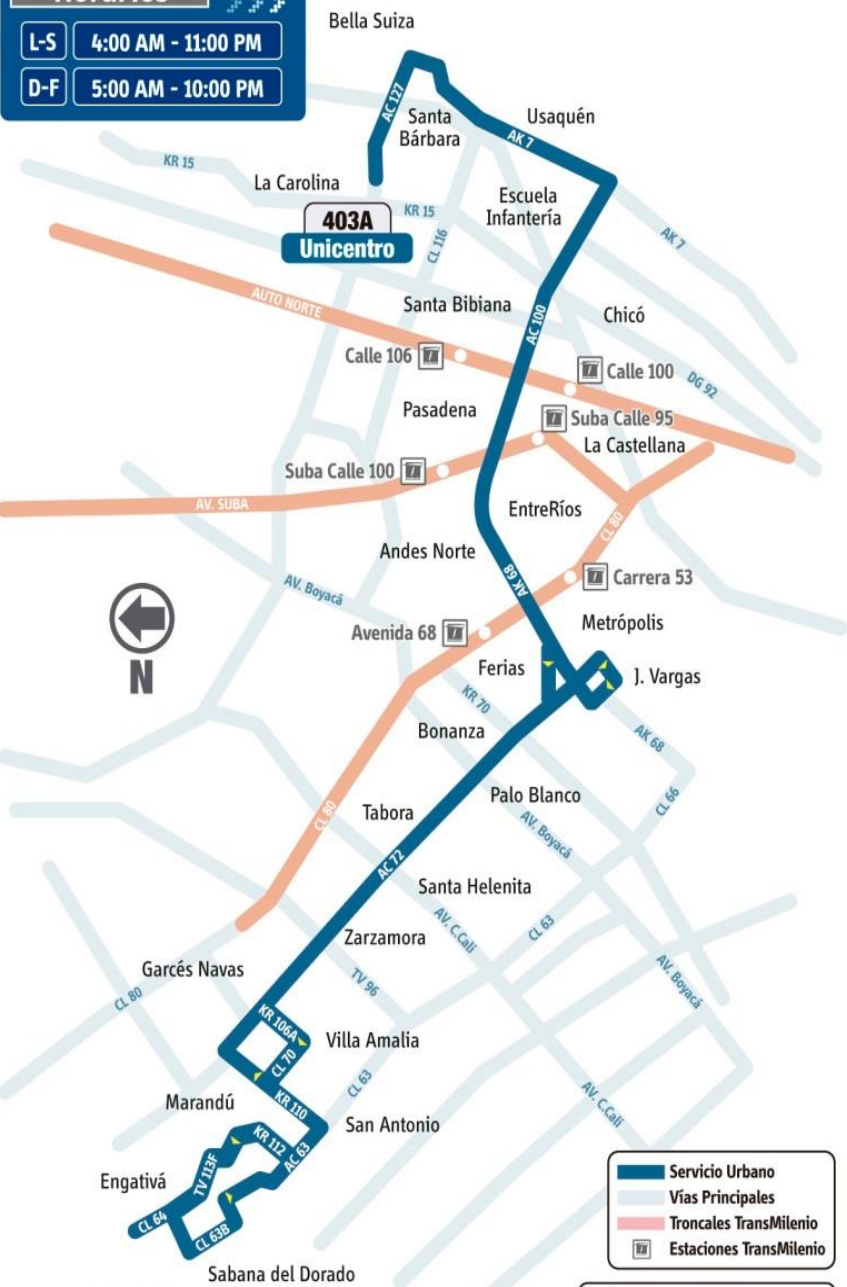 Horarios
L-S 4:00 AM - 11:00 PM
D-F 5:00 AM - 10:00 PM
Bella Suiza
AC 127
Santa
Bárbara
Usaquén
AK 7
KR 15
La Carolina
KR 15
Escuela
Infantería
403A
Unicentro
CL 116
AK 7
AUTO NORTE
Santa Bibiana
AC 100
Chicó
Calle 106
Calle 100
DG 92
Pasadena
Suba Calle 95
La Castellana
Suba Calle 100
AV. SUBA
EntreRíos
CL 80
Andes Norte
AK 68
AV. Boyacá
Carrera 53
N
Avenida 68
Metrópolis
Ferias
J. Vargas
KR 70
Bonanza
AK 68
CL 80
Tabora
Palo Blanco
CL 66
AV. Boyacá
AC 72
Santa Helenita
AV. C.Cali
CL 63
Zarzamora
Garcés Navas
TV 96
AV. Boyacá
CL 80
KR 106A
Villa Amalia
CL 70
CL 63
AV. C.Cali
Marandú
KR 110
San Antonio
KR 112
AC 63
Engativá
TV 113F
CL 64
CL 63B
Sabana del Dorado
Servicio Urbano
Vías Principales
Troncales TransMilenio
Estaciones TransMilenio